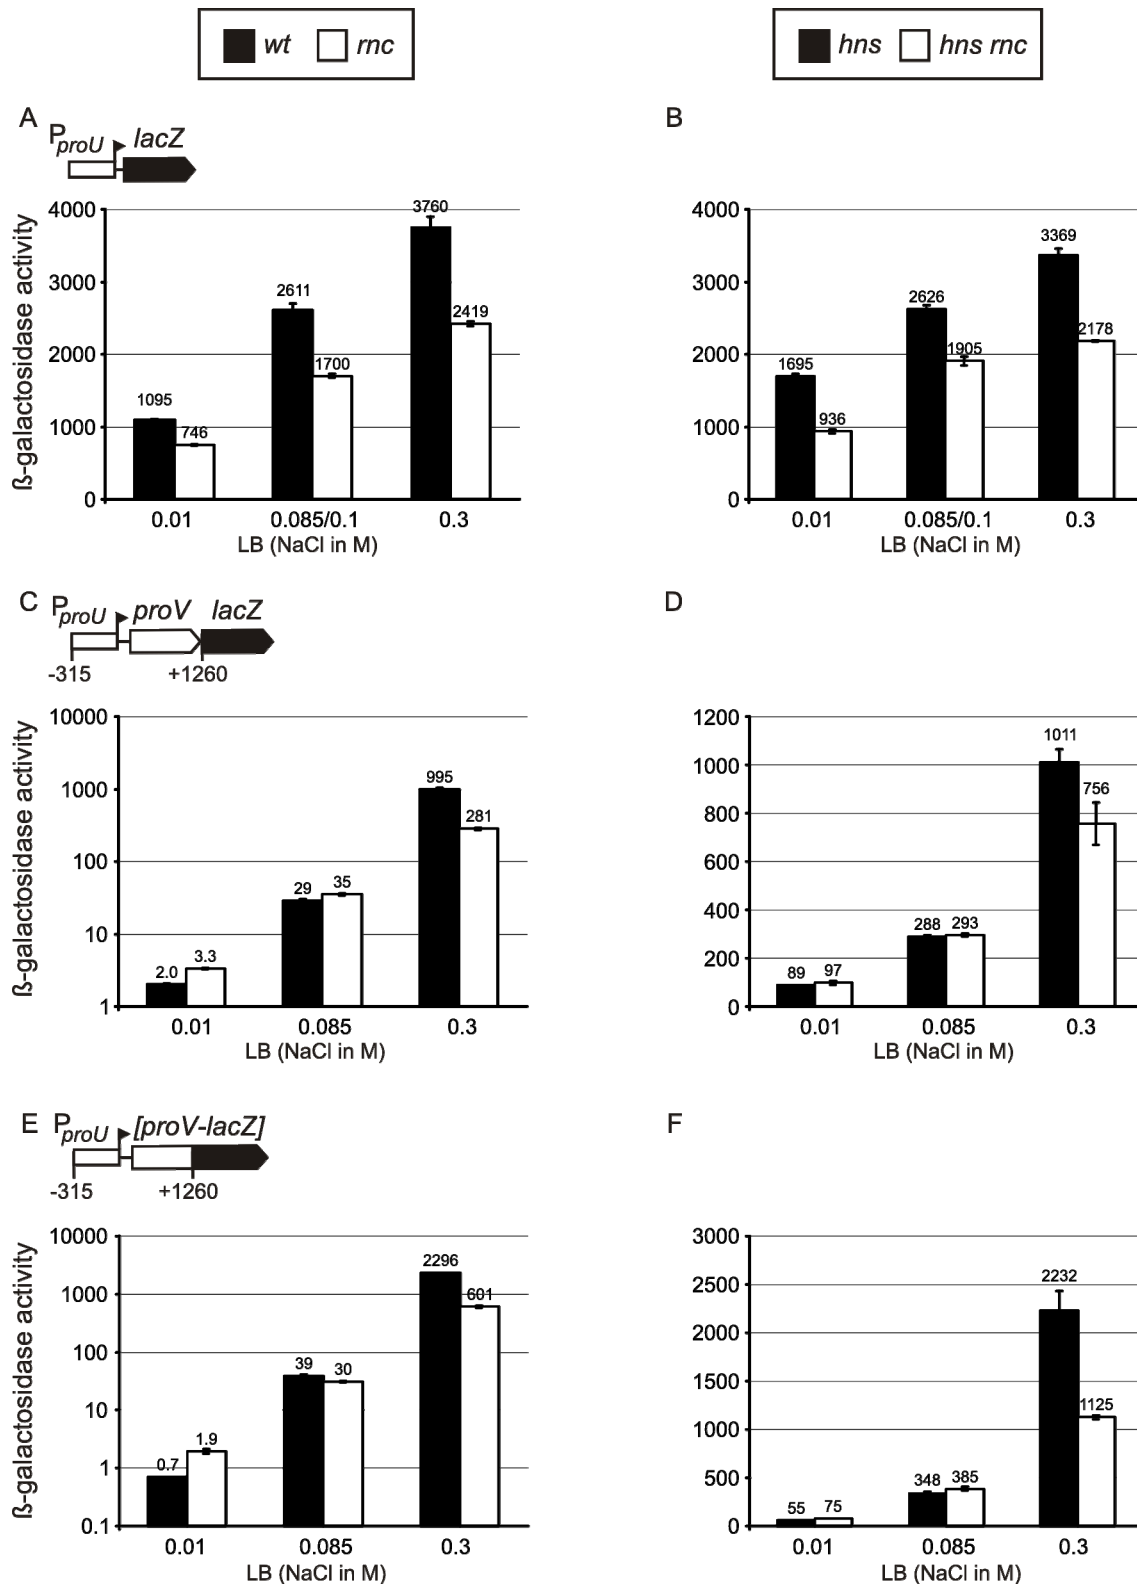 wt rnc
hns hns rnc
A
PproU lacZ
ß-galactosidase activity
4000
3000
2000
1000
0
1095
746
2611
1700
3760
2419
0.01 0.085/0.1 0.3
LB (NaCl in M)
B
4000
3000
2000
1000
0
1695
936
2626
1905
3369
2178
0.01 0.085/0.1 0.3
LB (NaCl in M)
C
PproU proV lacZ
-315 +1260
ß-galactosidase activity
10000
1000
100
10
1
2.0
3.3
29
35
995
281
0.01 0.085 0.3
LB (NaCl in M)
D
1200
1000
800
600
400
200
0
89
97
288
293
1011
756
0.01 0.085 0.3
LB (NaCl in M)
E
PproU [proV-lacZ]
-315 +1260
ß-galactosidase activity
10000
1000
100
10
1
0.1
0.7
1.9
39
30
2296
601
0.01 0.085 0.3
LB (NaCl in M)
F
3000
2500
2000
1500
1000
500
0
55
75
348
385
2232
1125
0.01 0.085 0.3
LB (NaCl in M)